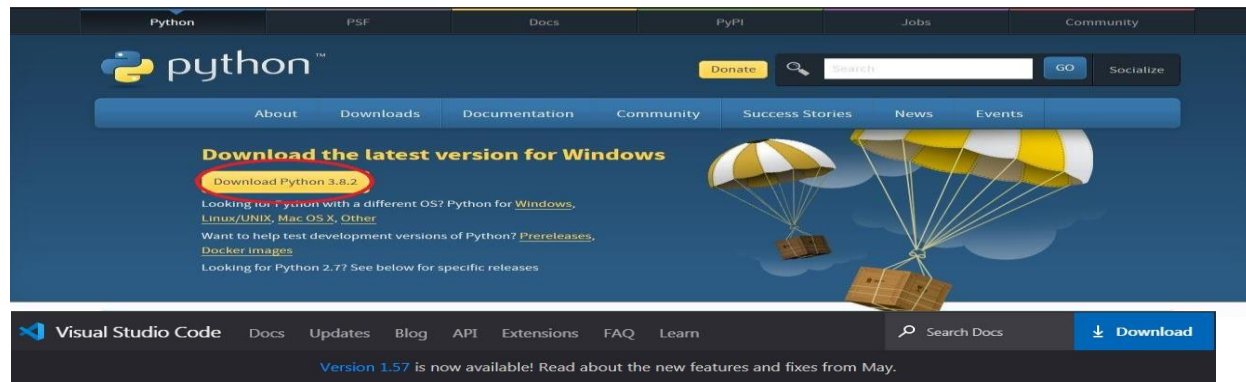 Python PSF Docs PyPI Jobs Community
python™ Donate Search GO Socialize
About Downloads Documentation Community Success Stories News Events
Download the latest version for Windows
Download Python 3.8.2
Looking for Python with a different OS? Python for Windows,
Linux/UNIX, Mac OS X, Other
Want to help test development versions of Python? Prereleases,
Docker images
Looking for Python 2.7? See below for specific releases
Visual Studio Code Docs Updates Blog API Extensions FAQ Learn Search Docs Download
Version 1.57 is now available! Read about the new features and fixes from May.